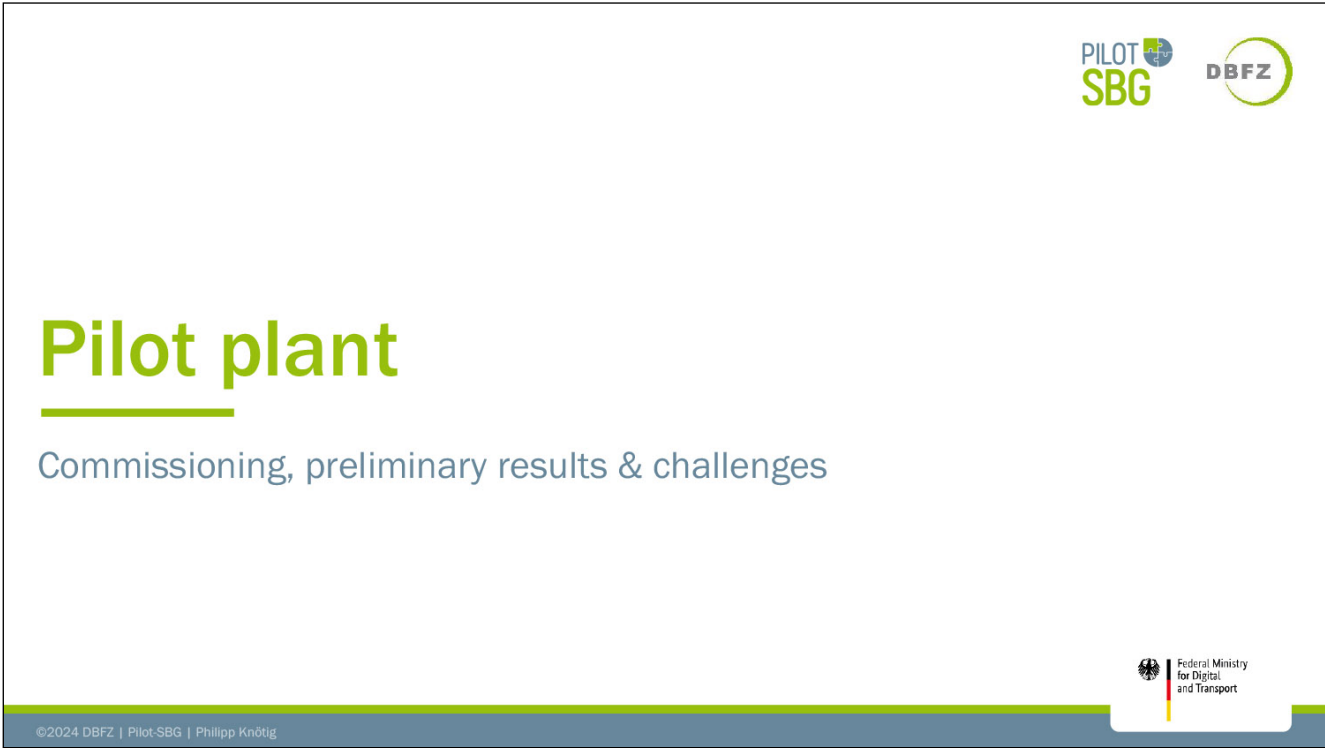 PILOT
SBG
DBFZ
Pilot plant
Commissioning, preliminary results & challenges
Federal Ministry
for Digital
and Transport
©2024 DBFZ | Pilot-SBG | Philipp Knötig